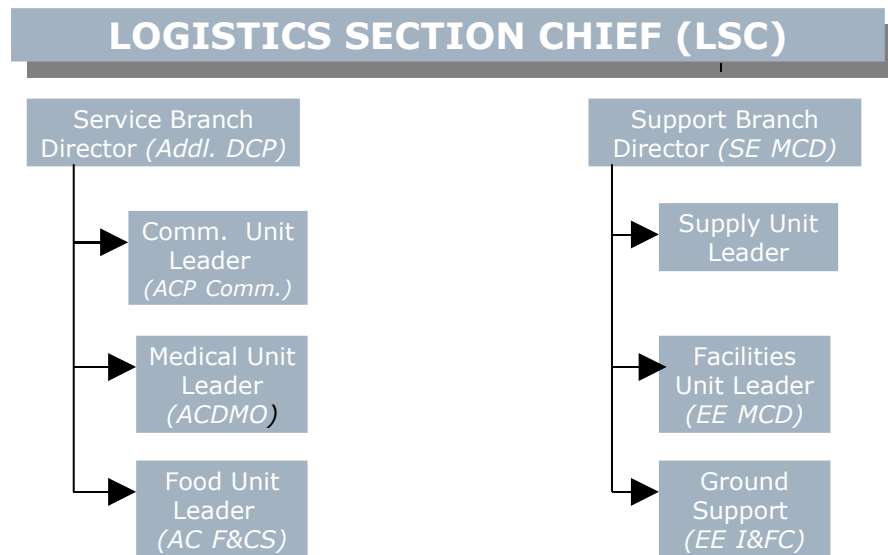 LOGISTICS SECTION CHIEF (LSC)
Service Branch
Director (Addl. DCP)
Comm. Unit
Leader
(ACP Comm.)
Medical Unit
Leader
(ACDMO)
Food Unit
Leader
(AC F&CS)
Support Branch
Director (SE MCD)
Supply Unit
Leader
Facilities
Unit Leader
(EE MCD)
Ground
Support
(EE I&FC)